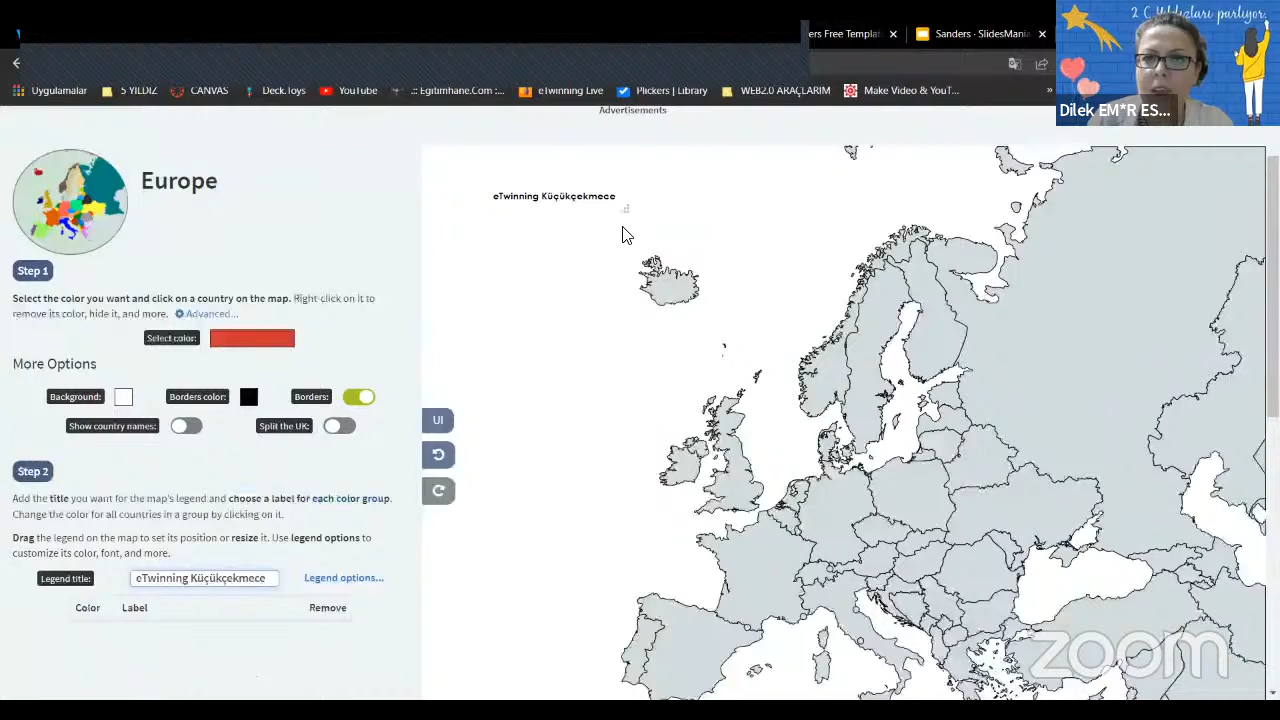 ers Free Templat
Sanders - SlidesMania
Uygulamalar
5 YILDIZ
CANVAS
Deck.Toys
YouTube
.:: Egitimhane.Com :...
eTwinning Live
Plickers | Library
WEB2.0 ARAÇLARIM
Make Video & YouT...
»
2 C Yıldızları parlıyor.
Dilek EM*R ES...
Advertisements
Europe
Step 1
Select the color you want and click on a country on the map. Right-click on it to
remove its color, hide it, and more. Advanced...
Select color:
More Options
Background:
Borders color:
Borders:
Show country names:
Split the UK:
Step 2
Add the title you want for the map's legend and choose a label for each color group.
Change the color for all countries in a group by clicking on it.
Drag the legend on the map to set its position or resize it. Use legend options to
customize its color, font, and more.
Legend title:
eTwinning Küçükçekmece
Legend options...
Color
Label
Remove
eTwinning Küçükçekmece
UI
zoom